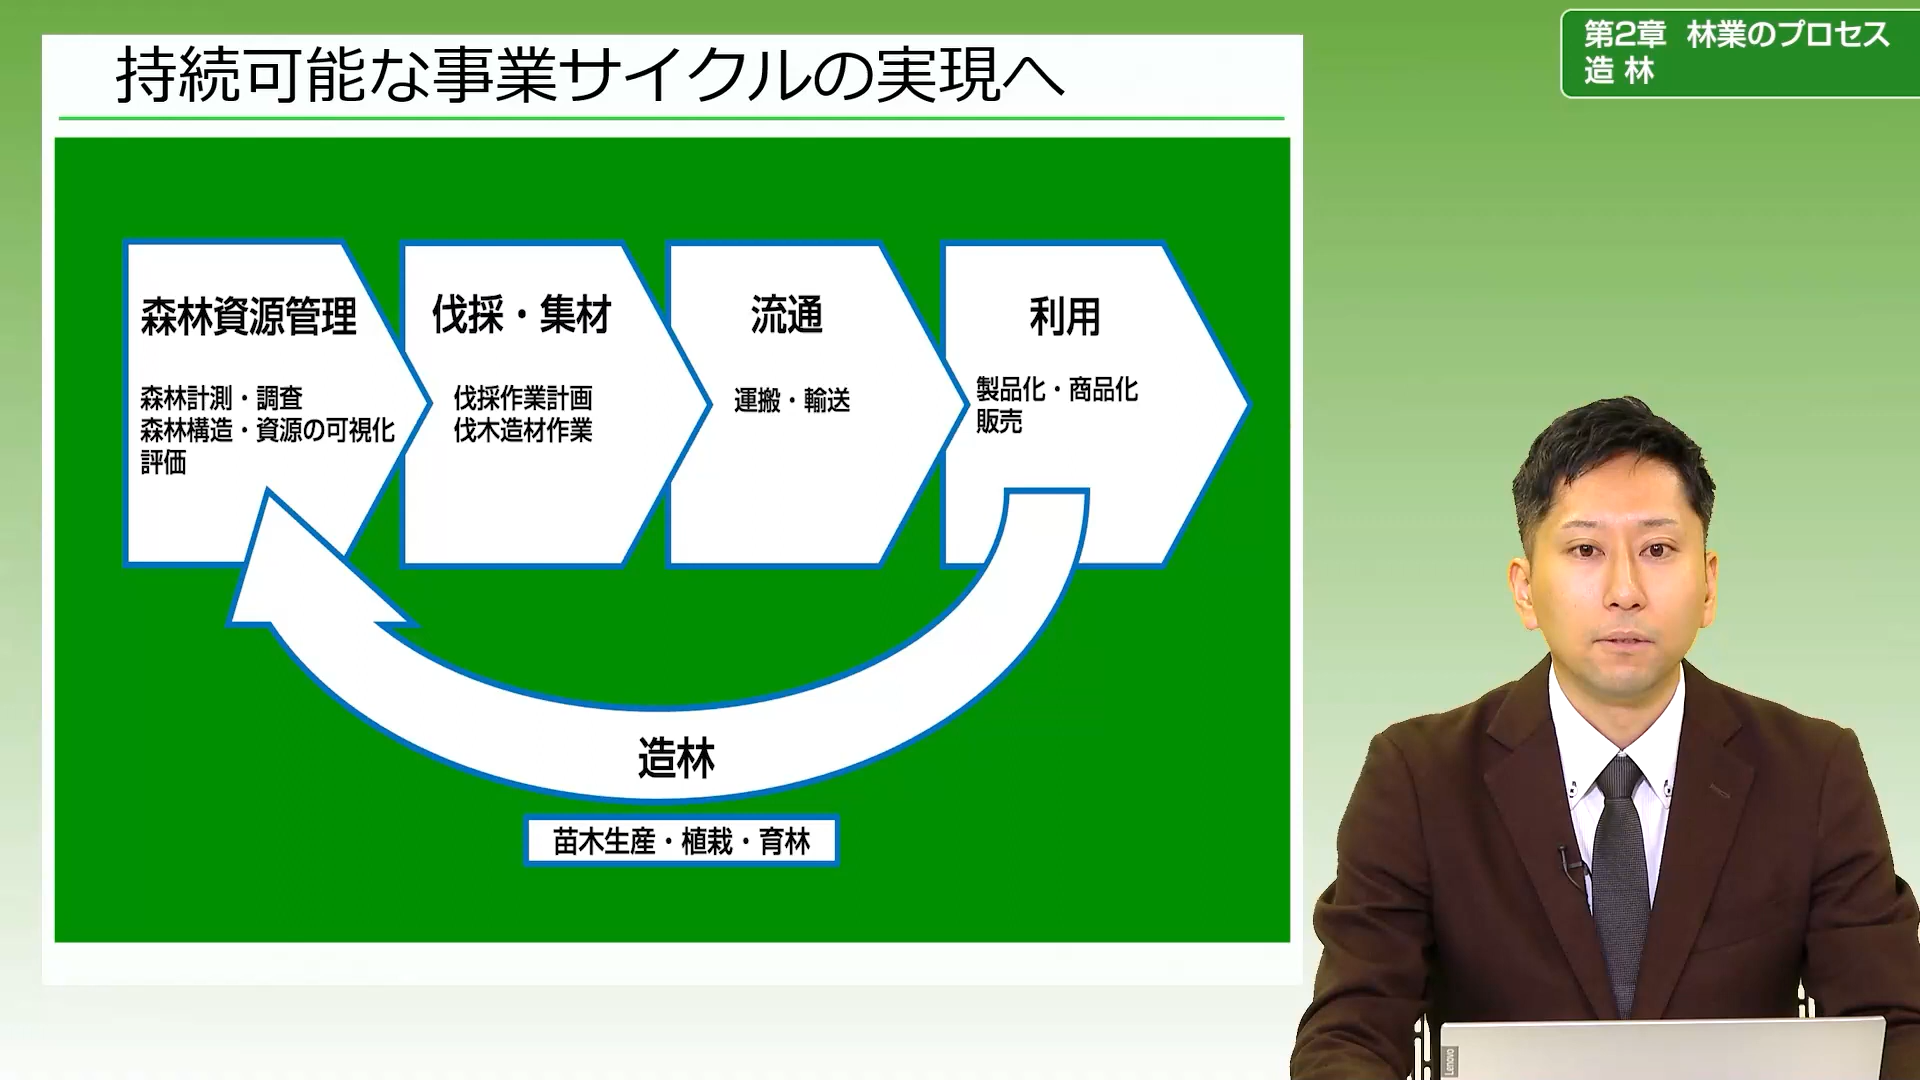 持続可能な事業サイクルの実現へ
第2章 林業のプロセス
造林
森林資源管理
森林計測・調査
森林構造・資源の可視化
評価
伐採・集材
伐採作業計画
伐木造材作業
流通
運搬・輸送
利用
製品化・商品化
販売
造林
苗木生産・植栽・育林
Lenovo